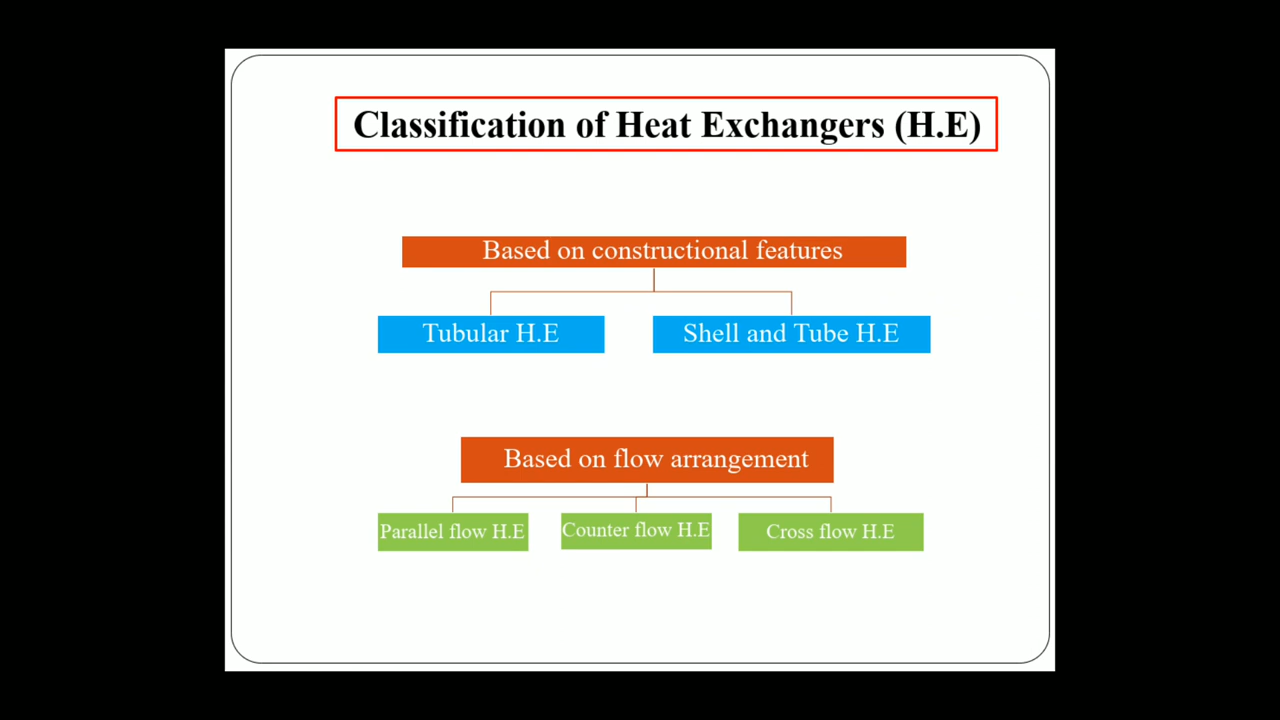 Classification of Heat Exchangers (H.E)
Based on constructional features
Tubular H.E
Shell and Tube H.E
Based on flow arrangement
Parallel flow H.E
Counter flow H.E
Cross flow H.E